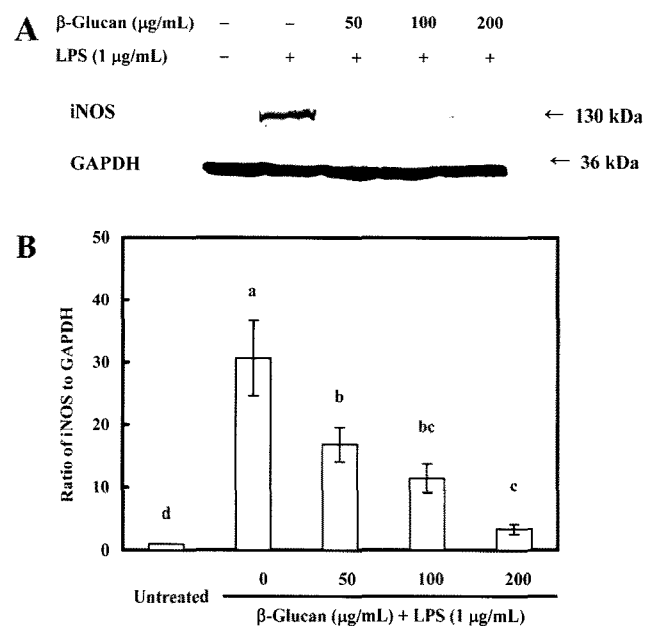 A
β-Glucan (μg/mL) – – 50 100 200
LPS (1 μg/mL) – + + + +
iNOS ← 130 kDa
GAPDH ← 36 kDa
B
Ratio of iNOS to GAPDH
50
40
30
20
10
0
d a b bc c
Untreated 0 50 100 200
β-Glucan (μg/mL) + LPS (1 μg/mL)